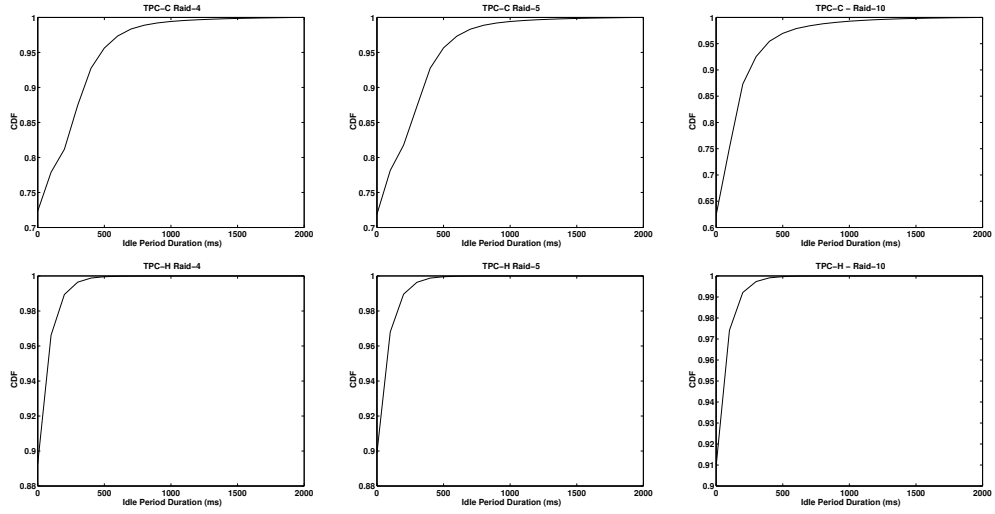 TPC−C Raid−4
1
0.95
0.9
0.85
0.8
0.75
0.7
CDF
0 500 1000 1500 2000
Idle Period Duration (ms)
TPC−C Raid−5
1
0.95
0.9
0.85
0.8
0.75
0.7
CDF
0 500 1000 1500 2000
Idle Period Duration (ms)
TPC−C − Raid−10
1
0.95
0.9
0.85
0.8
0.75
0.7
0.65
0.6
CDF
0 500 1000 1500 2000
Idle Period Duration (ms)
TPC−H Raid−4
1
0.98
0.96
0.94
0.92
0.9
0.88
CDF
0 500 1000 1500 2000
Idle Period Duration (ms)
TPC−H Raid−5
1
0.98
0.96
0.94
0.92
0.9
0.88
CDF
0 500 1000 1500 2000
Idle Period Duration (ms)
TPC−H − Raid−10
1
0.99
0.98
0.97
0.96
0.95
0.94
0.93
0.92
0.91
0.9
CDF
0 500 1000 1500 2000
Idle Period Duration (ms)